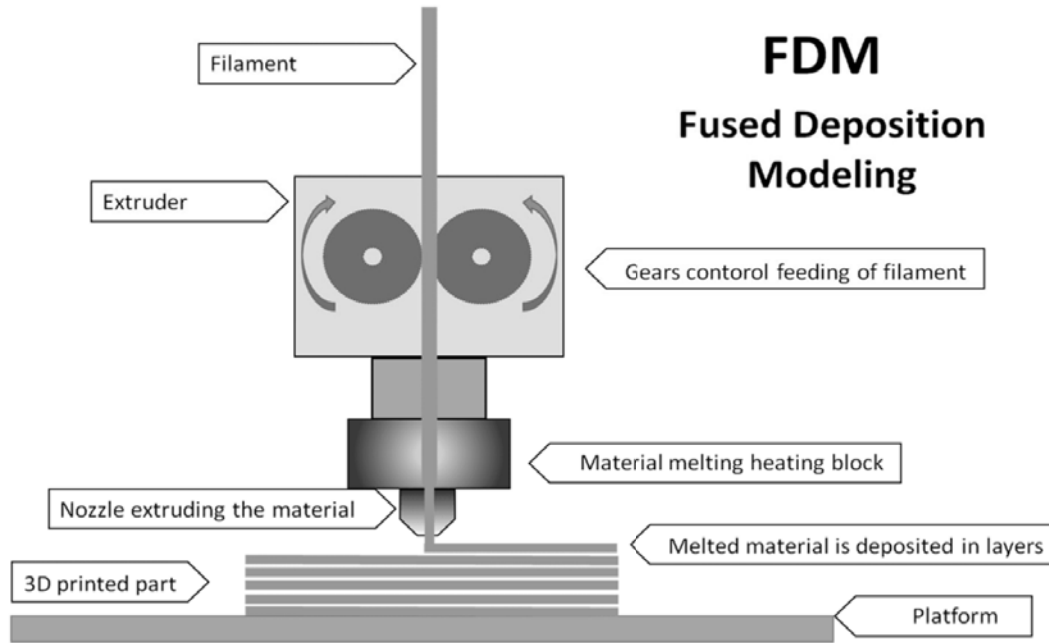 FDM
Fused Deposition
Modeling
Filament
Extruder
Gears contorol feeding of filament
Material melting heating block
Nozzle extruding the material
Melted material is deposited in layers
3D printed part
Platform